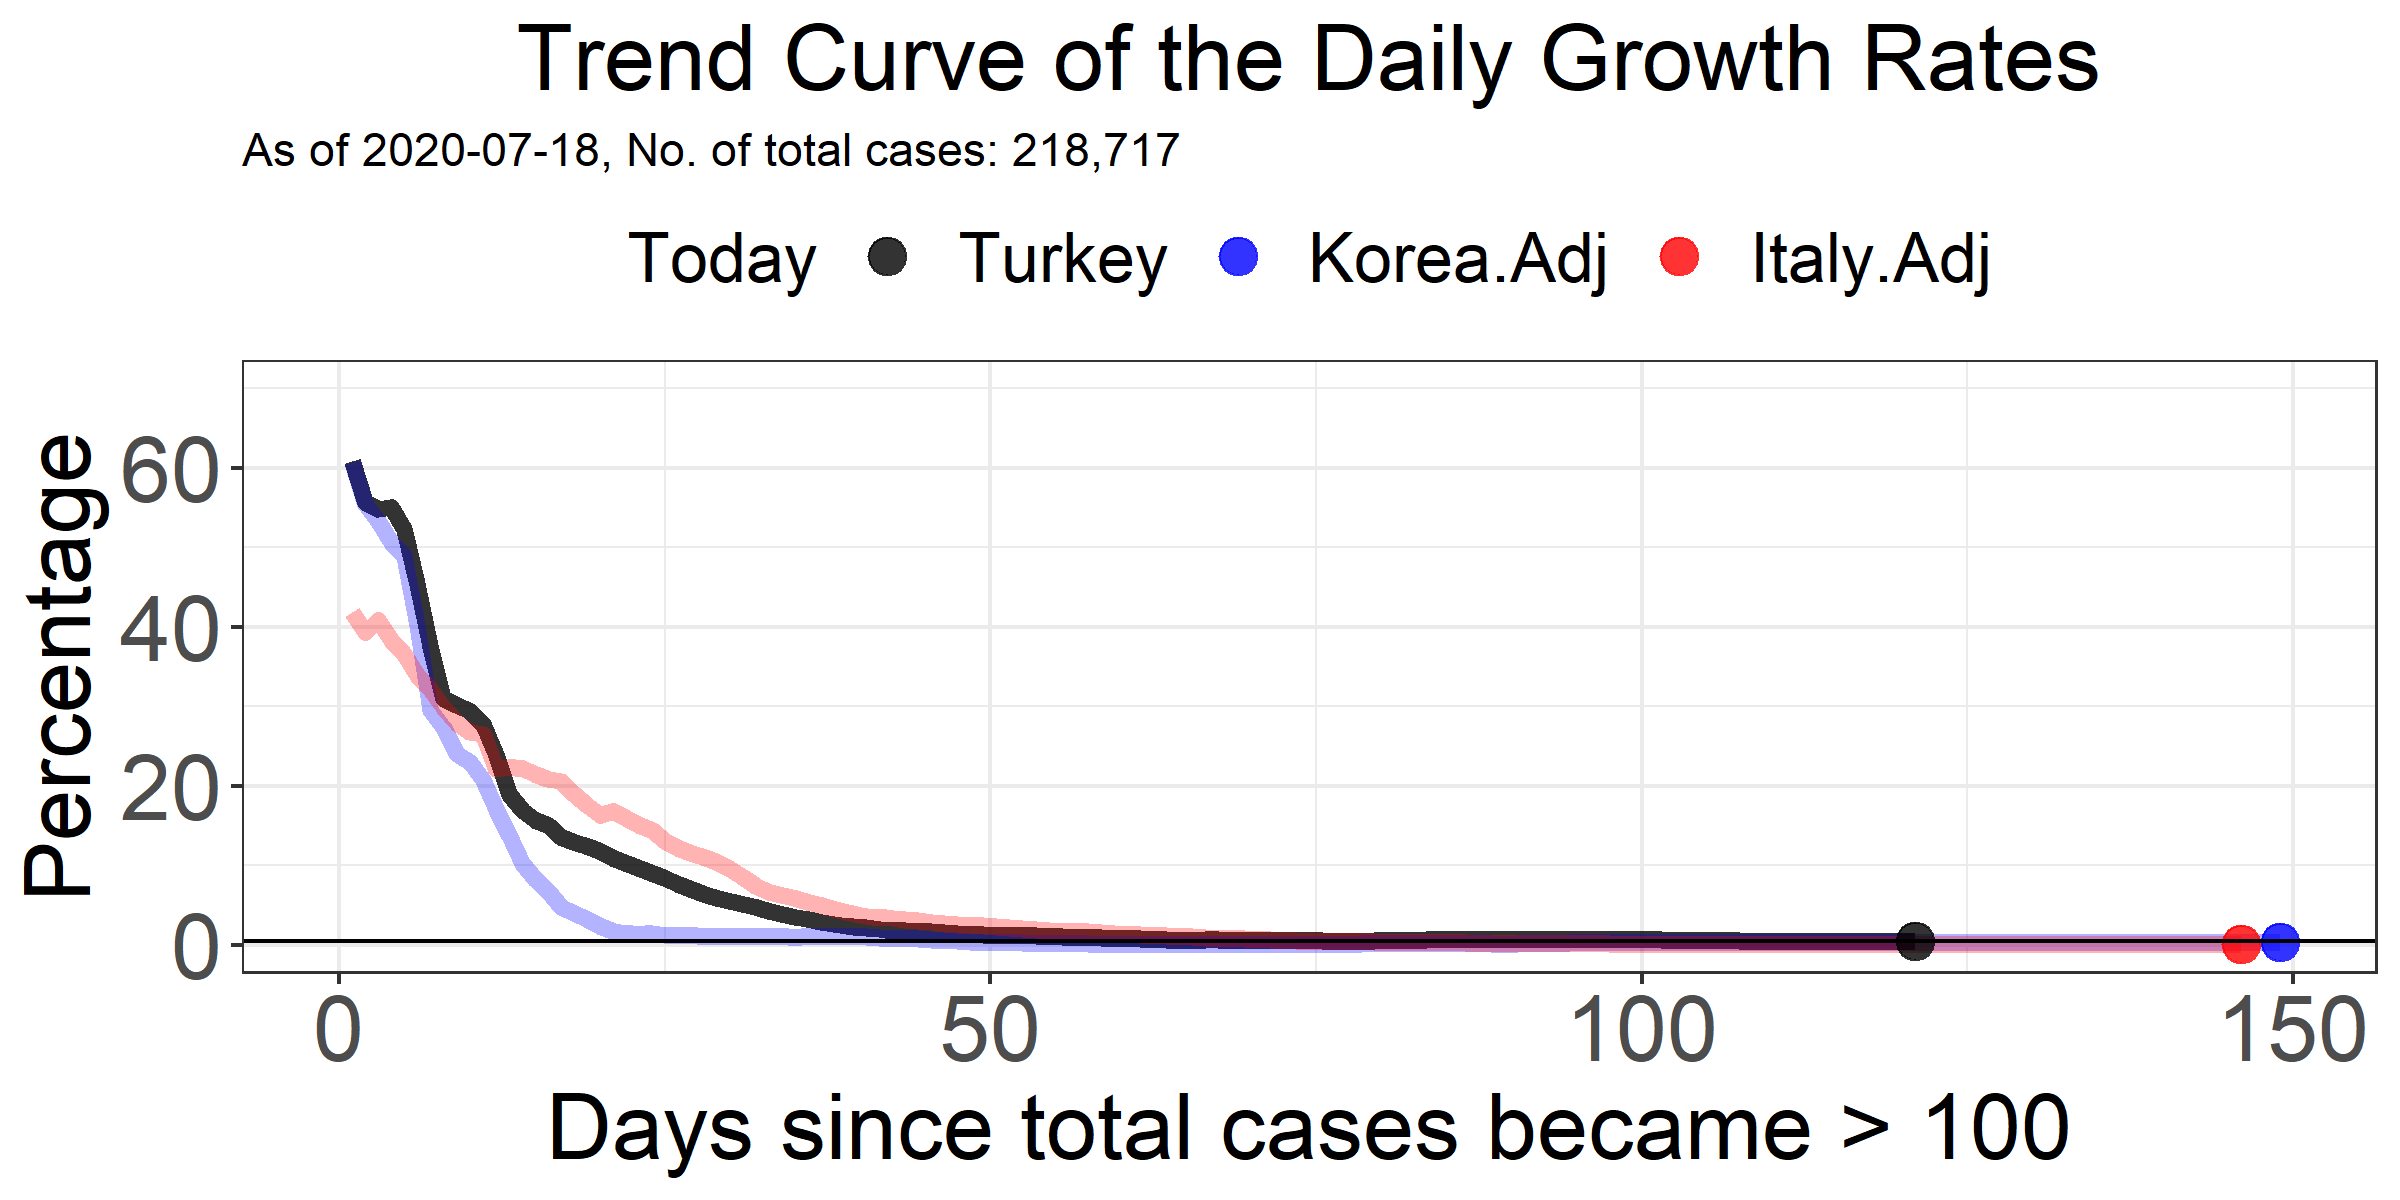 Trend Curve of the Daily Growth Rates
As of 2020-07-18, No. of total cases: 218,717
Today Turkey Korea.Adj Italy.Adj
Percentage
60
40
20
0
0 50 100 150
Days since total cases became > 100